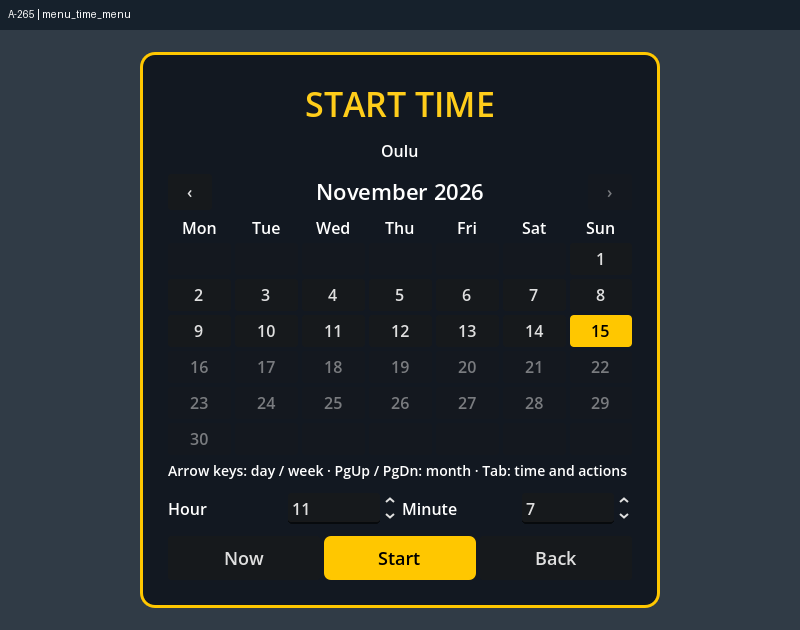 A-265 | menu_time_menu
START TIME
Oulu
‹ November 2026 ›
Mon Tue Wed Thu Fri Sat Sun
1
2 3 4 5 6 7 8
9 10 11 12 13 14 15
16 17 18 19 20 21 22
23 24 25 26 27 28 29
30
Arrow keys: day / week · PgUp / PgDn: month · Tab: time and actions
Hour 11 Minute 7
Now Start Back